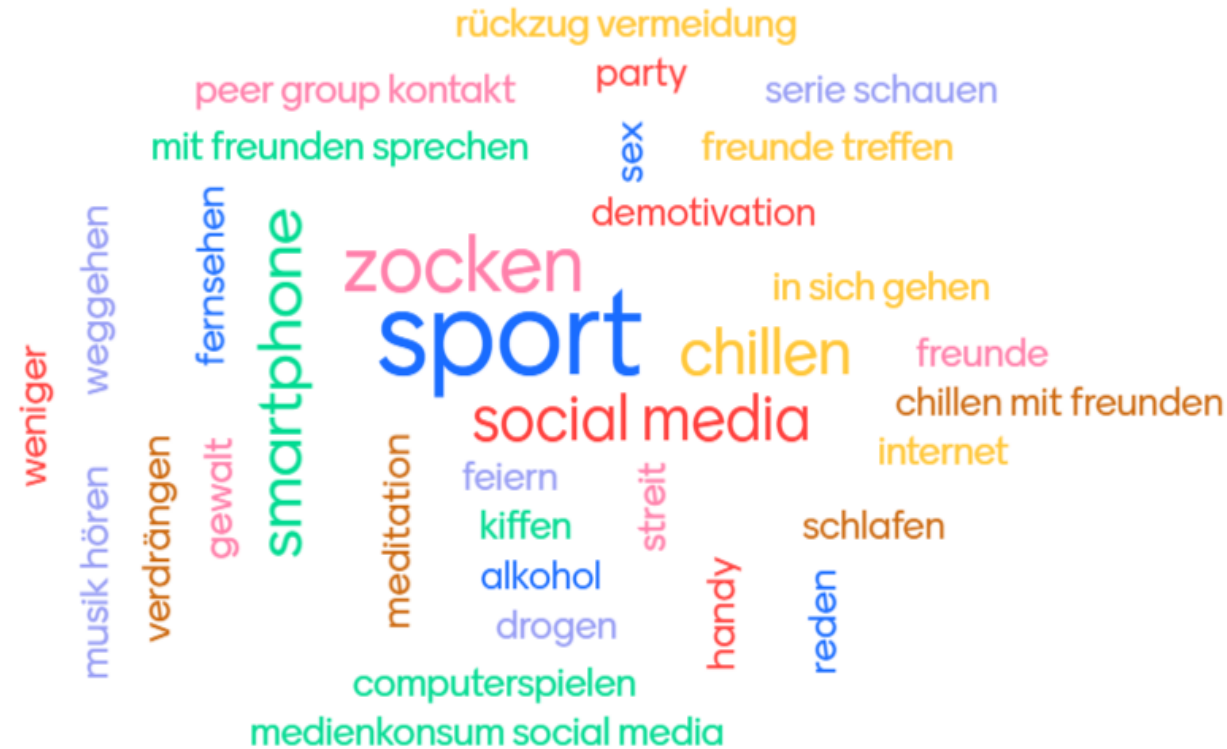 rückzug vermeidung
party
peer group kontakt
serie schauen
mit freunden sprechen
sex
freunde treffen
demotivation
weggehen
fernsehen
smartphone
zocken
in sich gehen
sport
chillen
freunde
weniger
social media
chillen mit freunden
internet
musik hören
verdrängen
gewalt
meditation
feiern
streit
kiffen
schlafen
alkohol
handy
reden
drogen
computerspielen
medienkonsum social media